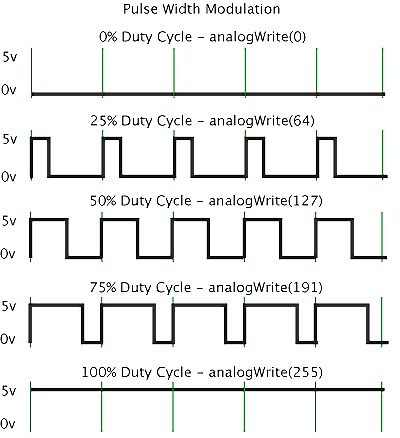 Pulse Width Modulation
0% Duty Cycle – analogWrite(0)
5v
0v
25% Duty Cycle – analogWrite(64)
5v
0v
50% Duty Cycle – analogWrite(127)
5v
0v
75% Duty Cycle – analogWrite(191)
5v
0v
100% Duty Cycle – analogWrite(255)
5v
0v